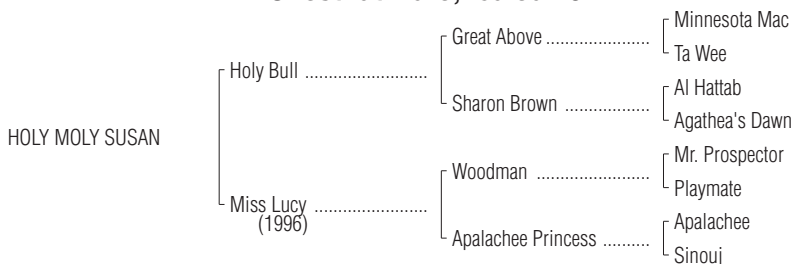 Great Above ...................... Minnesota Mac
Ta Wee
Holy Bull ..........................
Sharon Brown .................. Al Hattab
Agathea's Dawn
HOLY MOLY SUSAN
Woodman ........................ Mr. Prospector
Playmate
Miss Lucy ........................
(1996)
Apalachee Princess .......... Apalachee
Sinouj